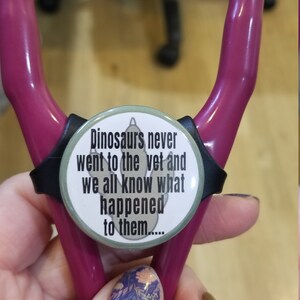 Dinosaurs never
went to the vet and
we all know what
happened
to them.....